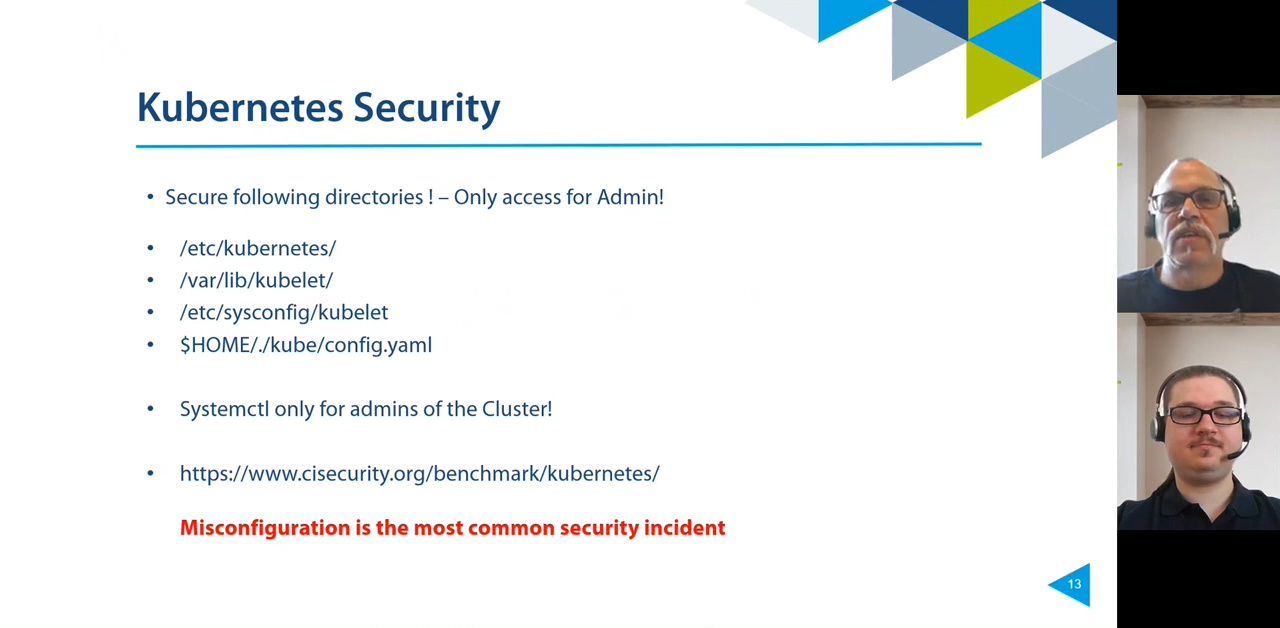 Kubernetes Security
• Secure following directories ! – Only access for Admin!
• /etc/kubernetes/
• /var/lib/kubelet/
• /etc/sysconfig/kubelet
• $HOME/./kube/config.yaml
• Systemctl only for admins of the Cluster!
• https://www.cisecurity.org/benchmark/kubernetes/
Misconfiguration is the most common security incident
13